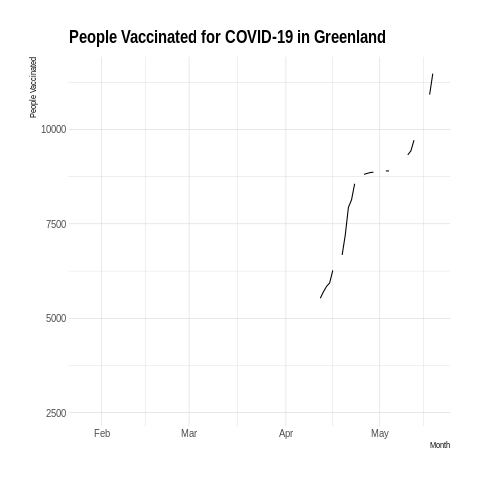 People Vaccinated for COVID-19 in Greenland
People Vaccinated
10000
7500
5000
2500
Feb Mar Apr May
Month